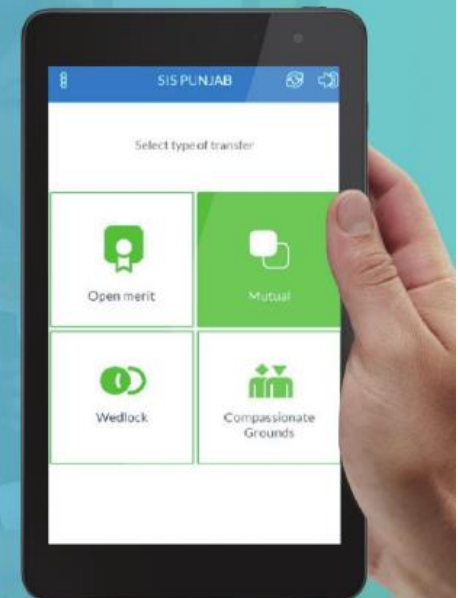 SIS PUNJAB
Select type of transfer
Open merit
Mutual
Wedlock
Compassionate
Grounds